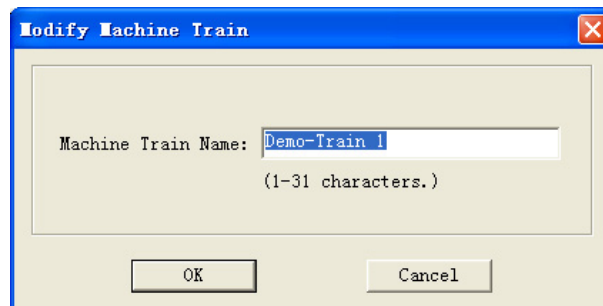 Modify Machine Train
Machine Train Name: Demo-Train 1
(1-31 characters.)
OK Cancel